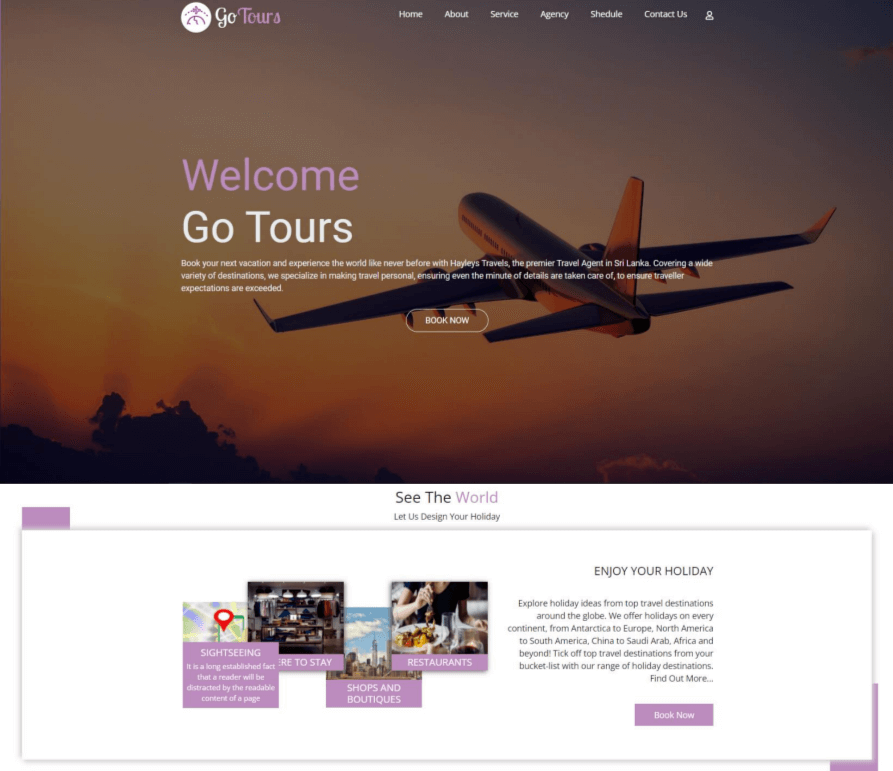 Go Tours
Home About Service Agency Shedule Contact Us
Welcome
Go Tours
Book your next vacation and experience the world like never before with Hayleys Travels, the premier Travel Agent in Sri Lanka. Covering a wide
variety of destinations, we specialize in making travel personal, ensuring even the minute of details are taken care of, to ensure traveller
expectations are exceeded.
BOOK NOW
See The World
Let Us Design Your Holiday
ENJOY YOUR HOLIDAY
Explore holiday ideas from top travel destinations
around the globe. We offer holidays on every
continent, from Antarctica to Europe, North America
to South America, China to Saudi Arab, Africa and
beyond! Tick off top travel destinations from your
bucket-list with our range of holiday destinations.
Find Out More...
Book Now
SIGHTSEEING
It is a long established fact
that a reader will be
distracted by the readable
content of a page
ERE TO STAY
SHOPS AND
BOUTIQUES
RESTAURANTS